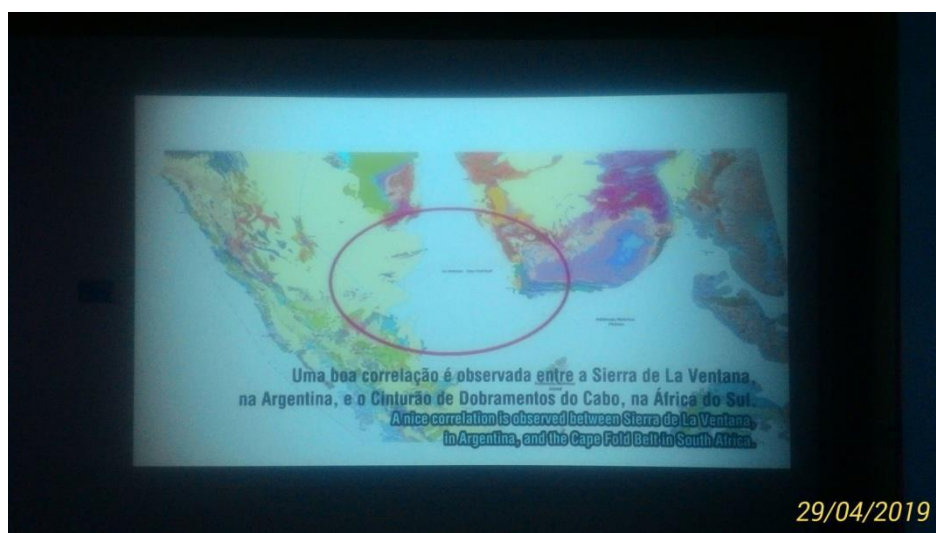 Uma boa correlação é observada entre a Sierra de La Ventana,
na Argentina, e o Cinturão de Dobramentos do Cabo, na África do Sul.
A nice correlation is observed between Sierra de La Ventana,
in Argentina, and the Cape Fold Belt in South Africa.
29/04/2019